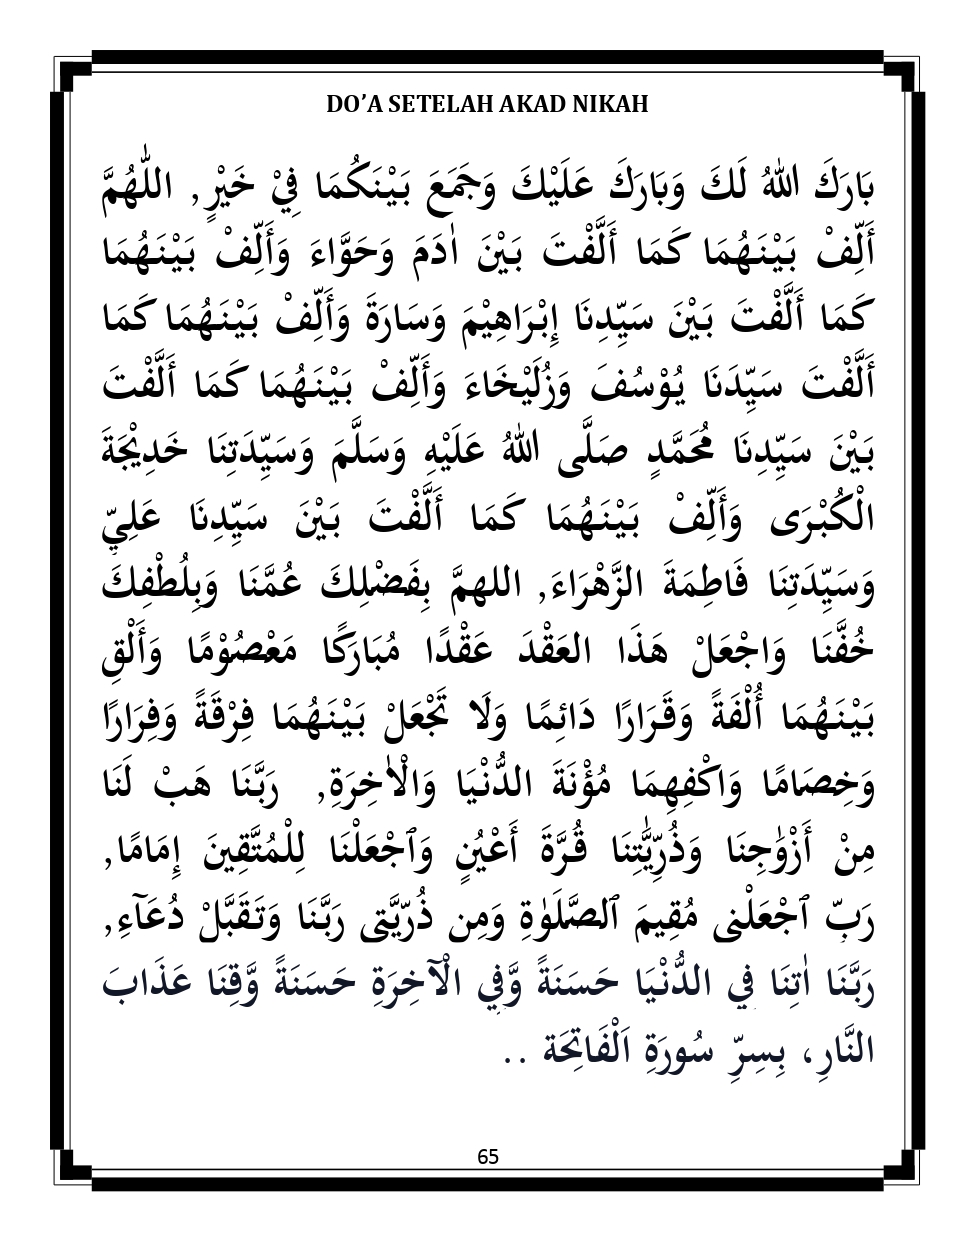 DO’A SETELAH AKAD NIKAH
بَارَكَ اللهُ لَكَ وَبَارَكَ عَلَيْكَ وَجَمَعَ بَيْنَكُمَا فِيْ خَيْرٍ, اللّٰهُمَّ
أَلِّفْ بَيْنَهُمَا كَمَا أَلَّفْتَ بَيْنَ اٰدَمَ وَحَوَّاءَ وَأَلِّفْ بَيْنَهُمَا
كَمَا أَلَّفْتَ بَيْنَ سَيِّدِنَا إِبْرَاهِيْمَ وَسَارَةَ وَأَلِّفْ بَيْنَهُمَا كَمَا
أَلَّفْتَ سَيِّدَنَا يُوْسُفَ وَزُلَيْخَاءَ وَأَلِّفْ بَيْنَهُمَا كَمَا أَلَّفْتَ
بَيْنَ سَيِّدِنَا مُحَمَّدٍ صَلَّى اللهُ عَلَيْهِ وَسَلَّمَ وَسَيِّدَتِنَا خَدِيْجَةَ
الْكُبْرَى وَأَلِّفْ بَيْنَهُمَا كَمَا أَلَّفْتَ بَيْنَ سَيِّدِنَا عَلِيّ
وَسَيِّدَتِنَا فَاطِمَةَ الزَّهْرَاءَ, اللهمَّ بِفَضْلِكَ عُمَّنَا وَبِلُطْفِكَ
خُفَّنَا وَاجْعَلْ هَذَا العَقْدَ عَقْدًا مُبَارَكًا مَعْصُوْمًا وَأَلْقِ
بَيْنَهُمَا أُلْفَةً وَقَرَارًا دَائِمًا وَلَا تَجْعَلْ بَيْنَهُمَا فِرْقَةً وَفِرَارًا
وَخِصَامًا وَاكْفِهِمَا مُؤْنَةَ الدُّنْيَا وَالْاٰخِرَةِ, رَبَّنَا هَبْ لَنَا
مِنْ أَزْوَٰجِنَا وَذُرِّيَّٰتِنَا قُرَّةَ أَعْيُنٍ وَٱجْعَلْنَا لِلْمُتَّقِينَ إِمَامًا,
رَبِّ ٱجْعَلْنِى مُقِيمَ ٱلصَّلَوٰةِ وَمِن ذُرِّيَّتِى رَبَّنَا وَتَقَبَّلْ دُعَآءِ,
رَبَّنَا اٰتِنَا فِي الدُّنْيَا حَسَنَةً وَّفِي الْآخِرَةِ حَسَنَةً وَّقِنَا عَذَابَ
النَّارِ، بِسِرِّ سُورَةِ اَلْفَاتِحَة ..
65